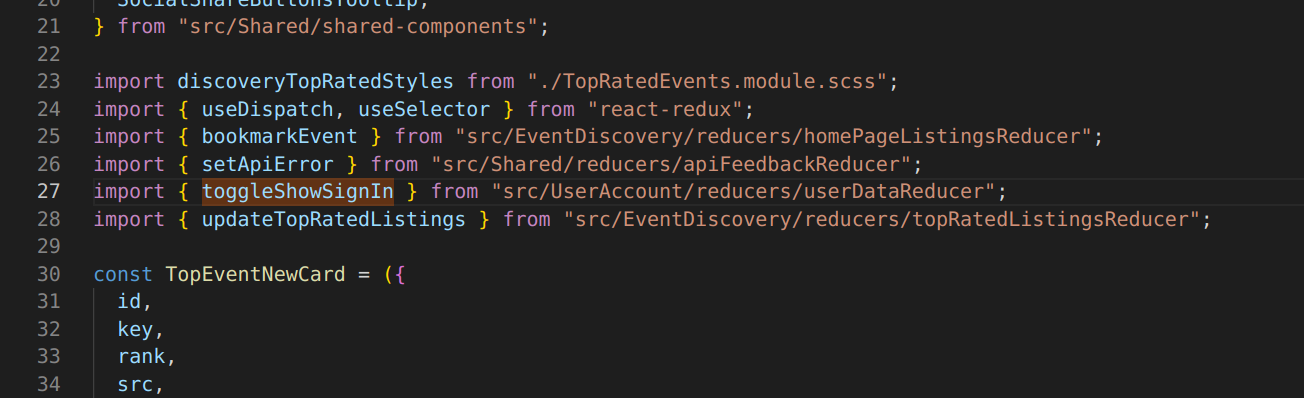 20 SocialShareButtonsTooltip,
21 } from "src/Shared/shared-components";
22
23 import discoveryTopRatedStyles from "./TopRatedEvents.module.scss";
24 import { useDispatch, useSelector } from "react-redux";
25 import { bookmarkEvent } from "src/EventDiscovery/reducers/homePageListingsReducer";
26 import { setApiError } from "src/Shared/reducers/apiFeedbackReducer";
27 import { toggleShowSignIn } from "src/UserAccount/reducers/userDataReducer";
28 import { updateTopRatedListings } from "src/EventDiscovery/reducers/topRatedListingsReducer";
29
30 const TopEventNewCard = ({
31 id,
32 key,
33 rank,
34 src,